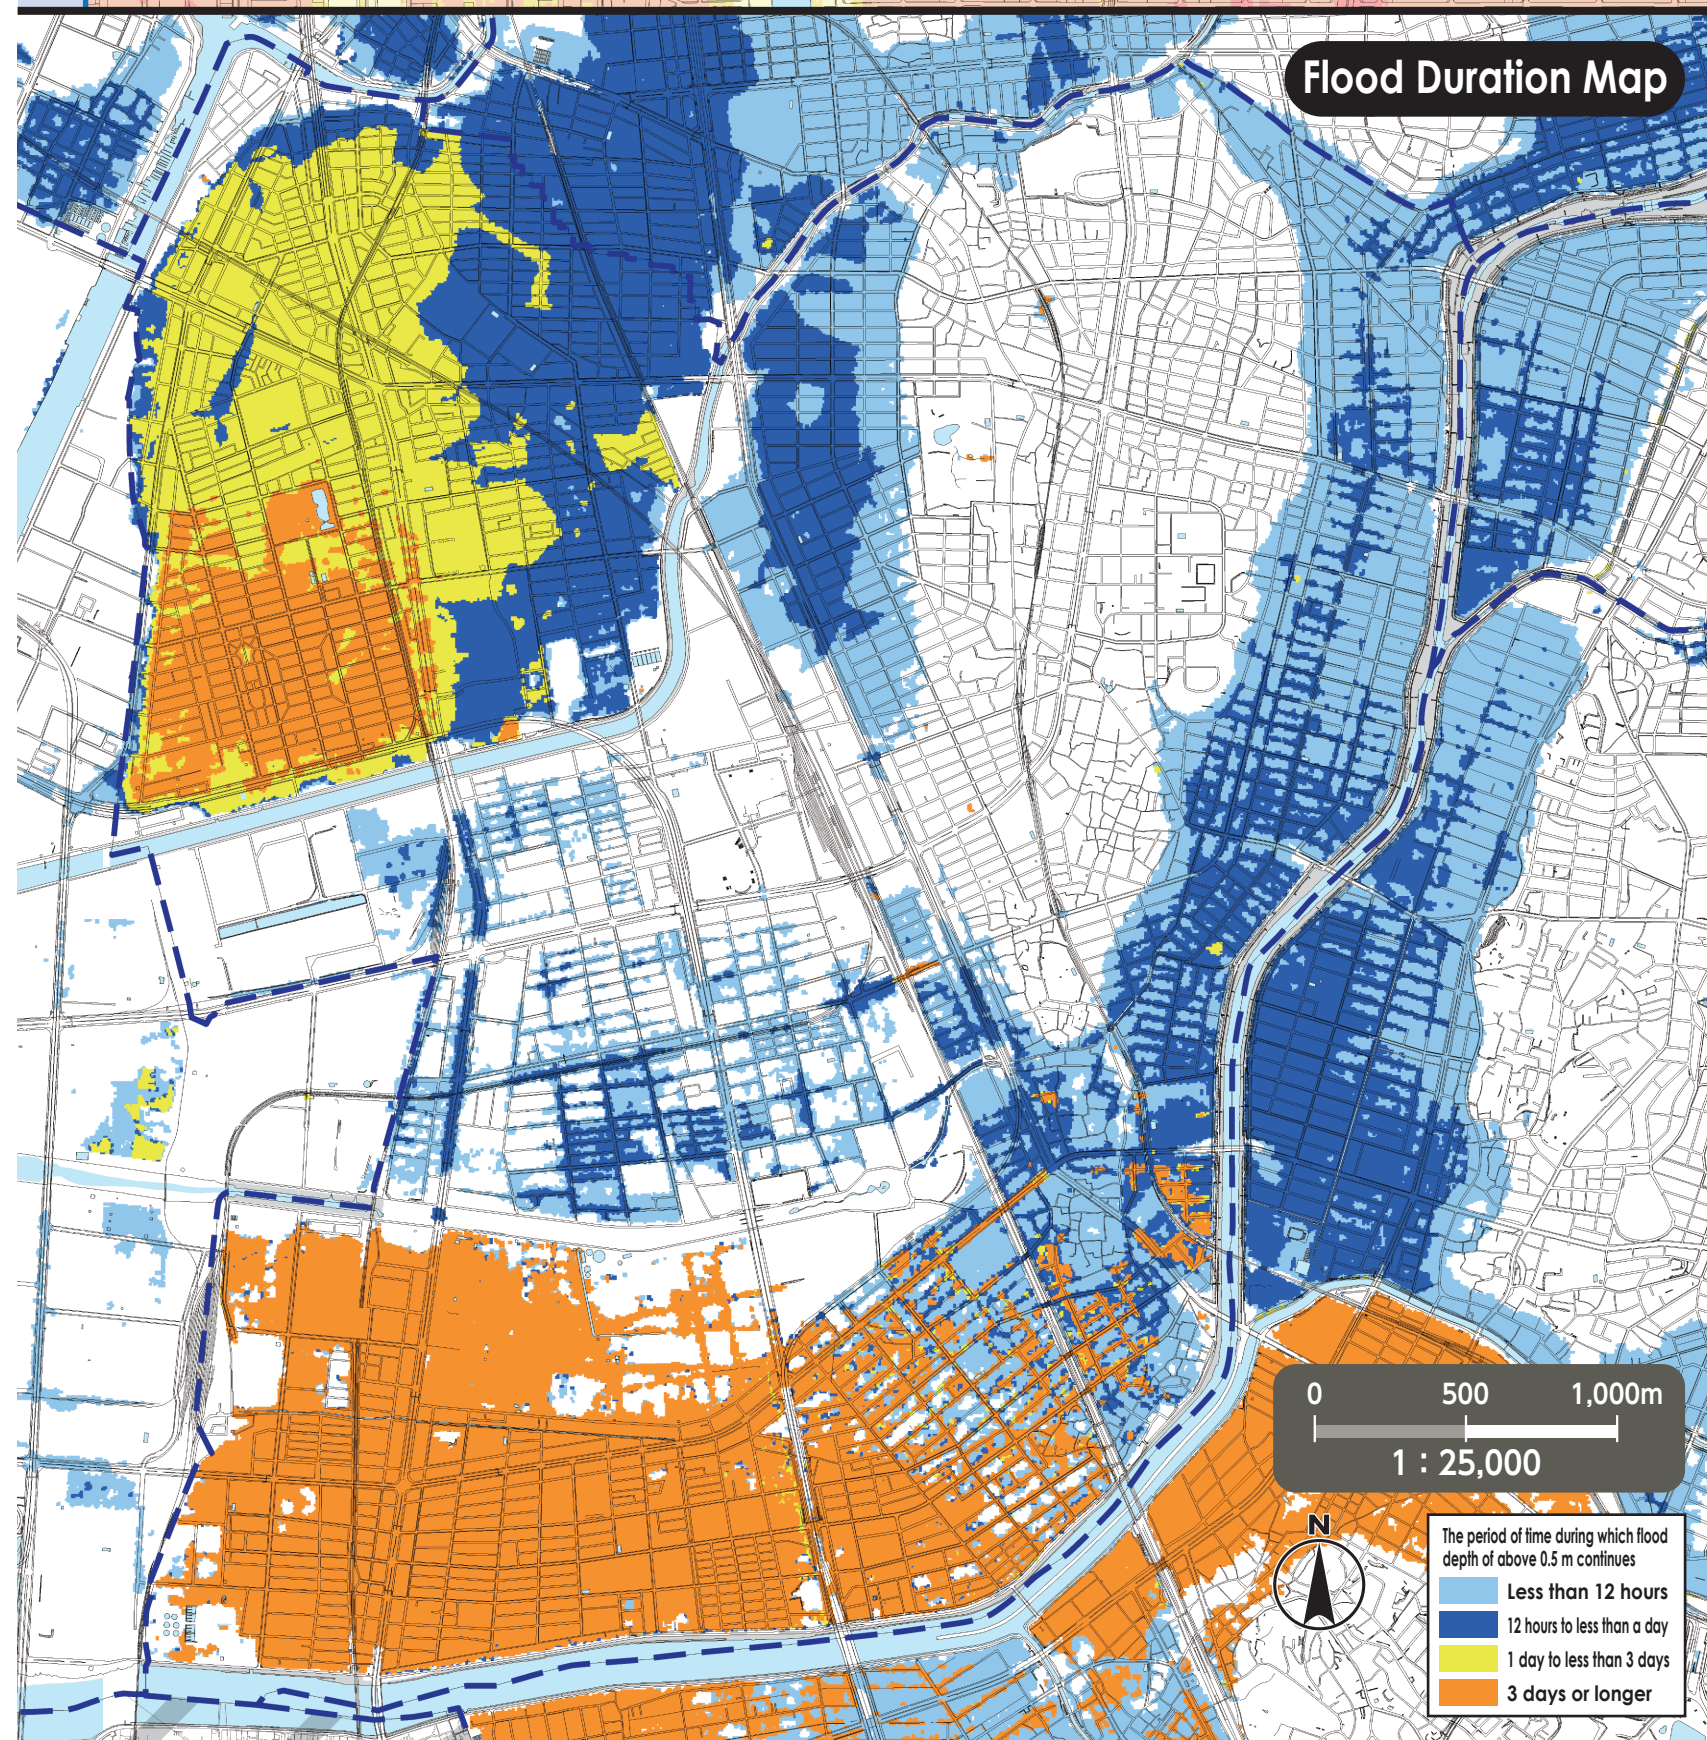 Flood Duration Map
0 500 1,000m
1：25,000
N
The period of time during which flood
depth of above 0.5 m continues
Less than 12 hours
12 hours to less than a day
1 day to less than 3 days
3 days or longer